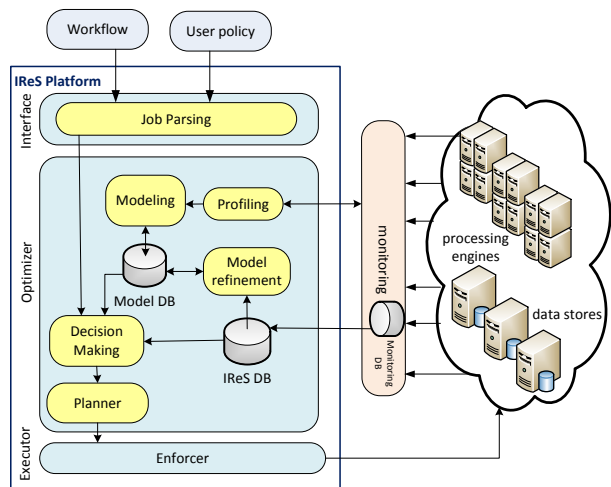 Workflow
User policy
IReS Platform
Interface
Job Parsing
Optimizer
Modeling
Profiling
Model DB
Model
refinement
Decision
Making
IReS DB
Planner
Executor
Enforcer
monitoring
Monitoring
DB
processing
engines
data stores